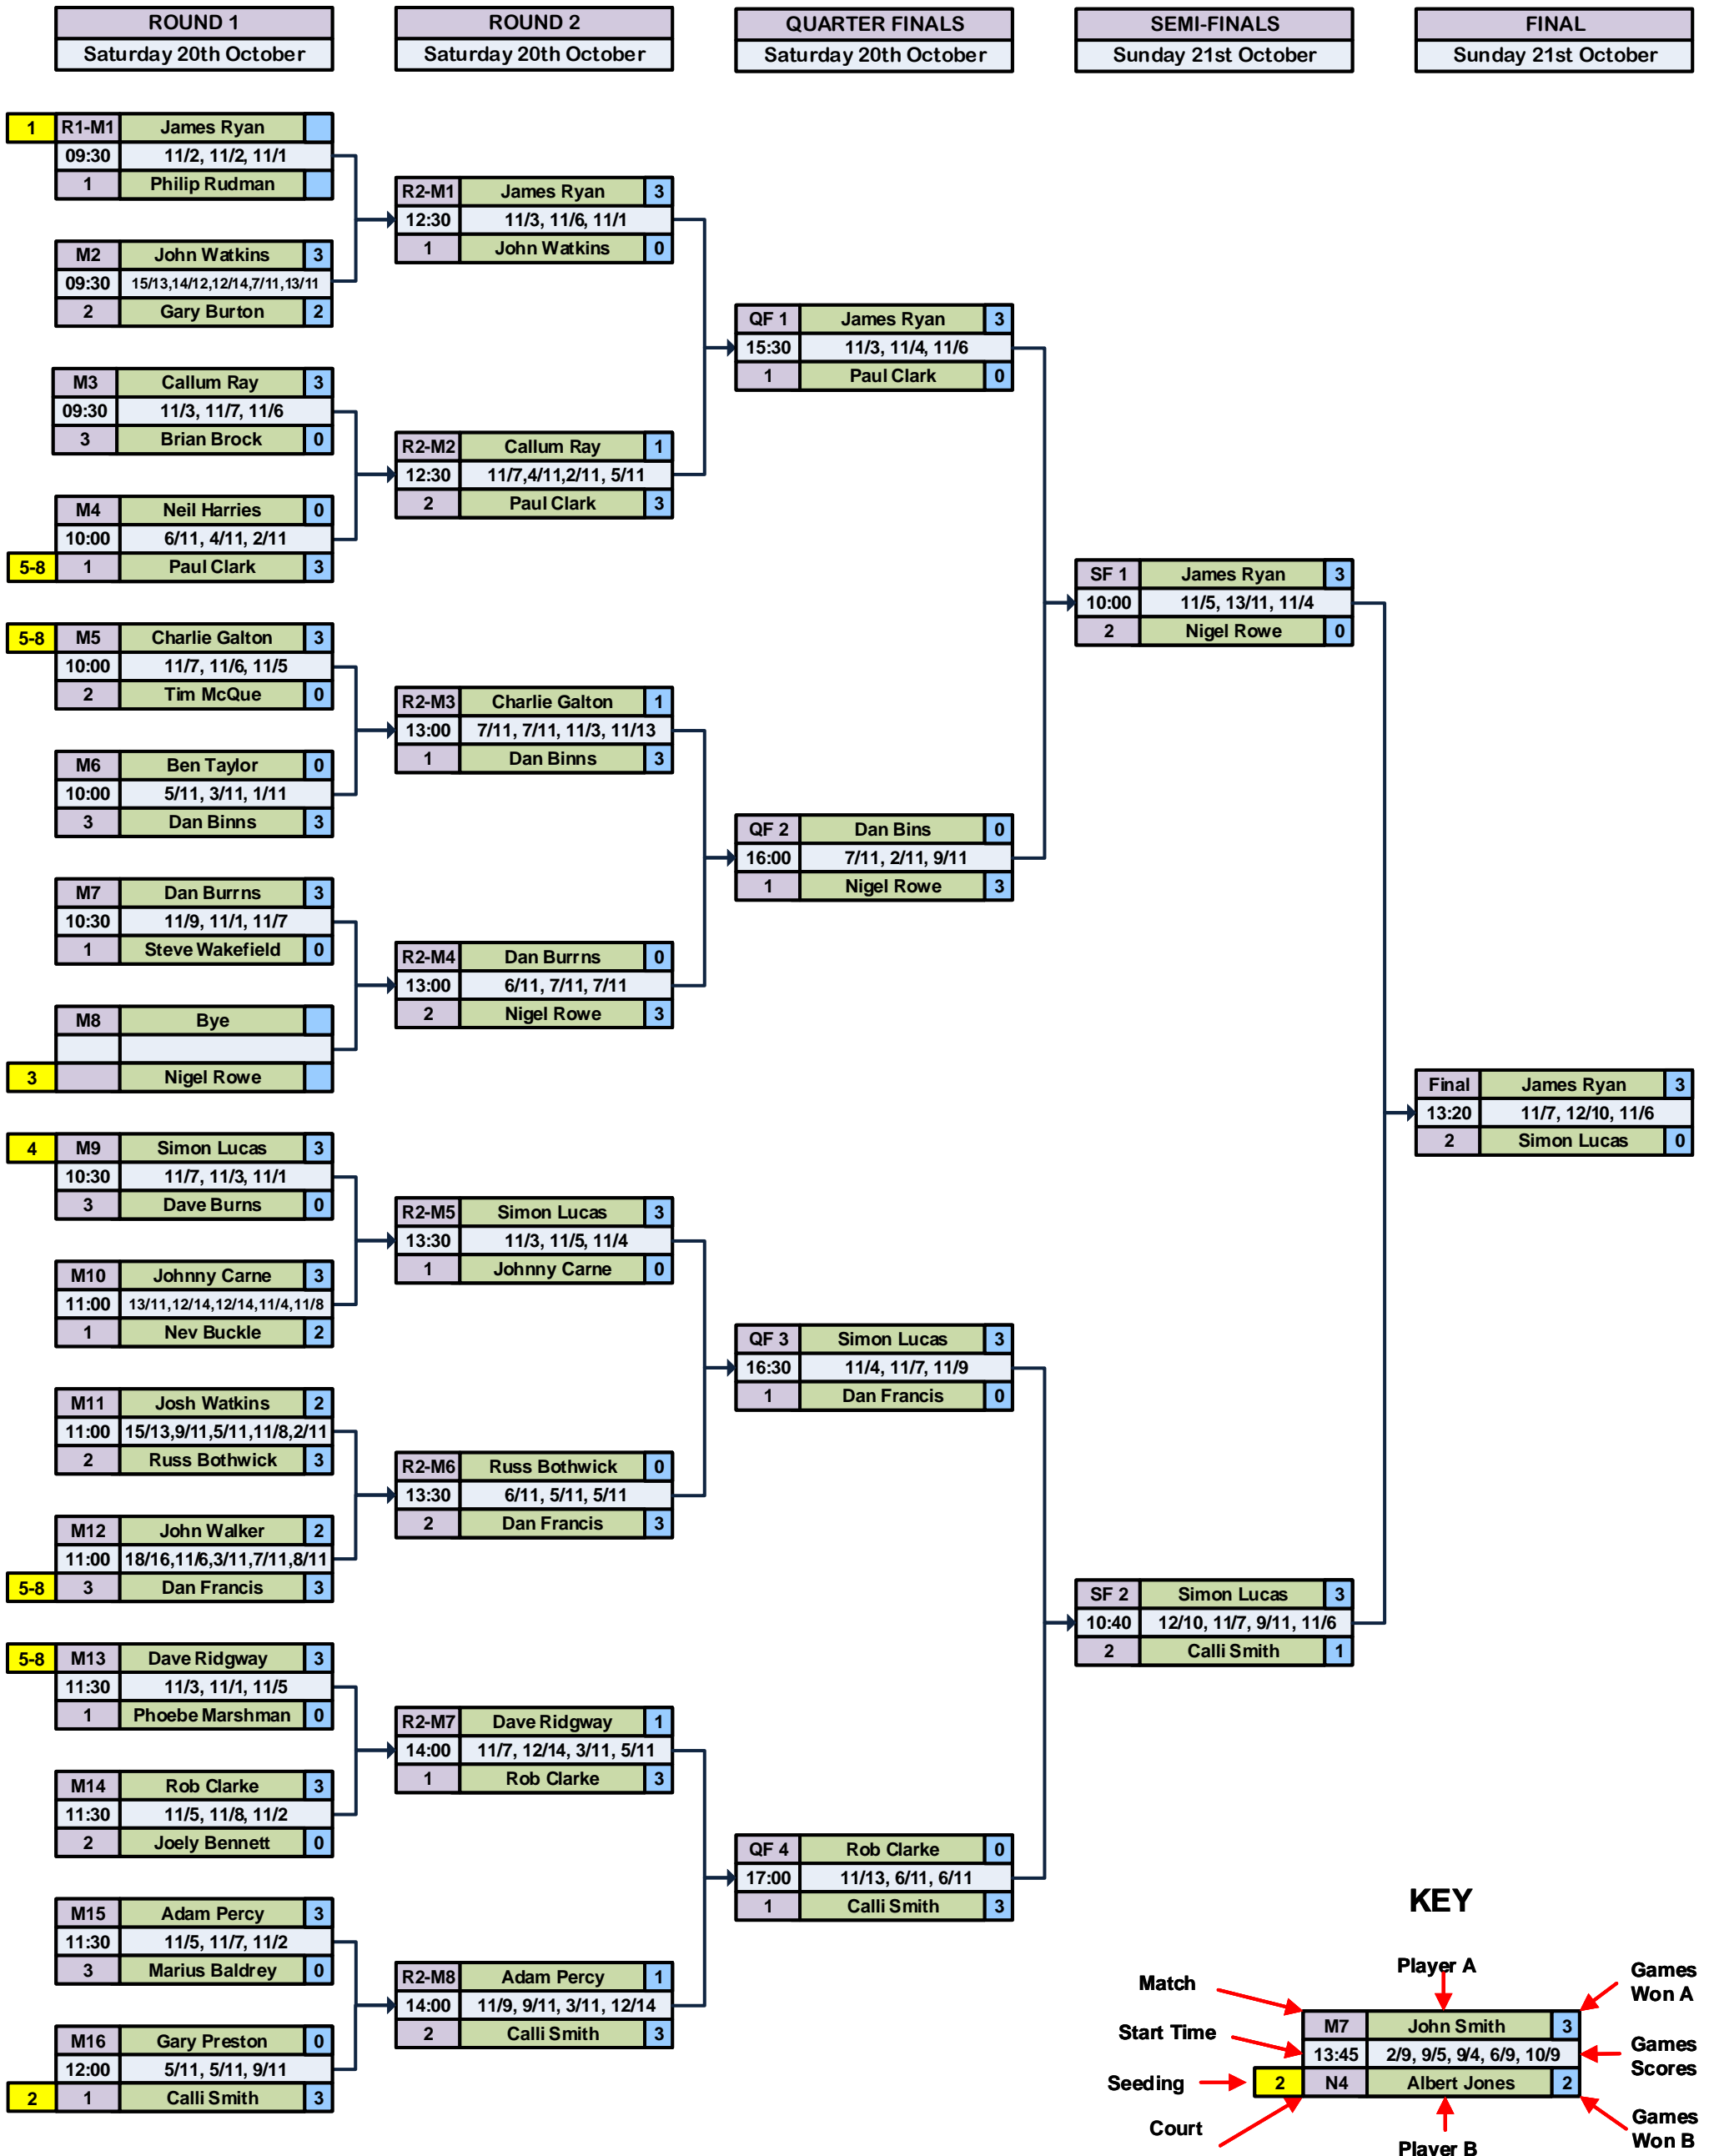 ROUND 1
Saturday 20th October
ROUND 2
Saturday 20th October
QUARTER FINALS
Saturday 20th October
SEMI-FINALS
Sunday 21st October
FINAL
Sunday 21st October
1 R1-M1 James Ryan
09:30 11/2, 11/2, 11/1
1 Philip Rudman
M2 John Watkins 3
09:30 15/13,14/12,12/14,7/11,13/11
2 Gary Burton 2
M3 Callum Ray 3
09:30 11/3, 11/7, 11/6
3 Brian Brock 0
M4 Neil Harries 0
10:00 6/11, 4/11, 2/11
5-8 1 Paul Clark 3
5-8 M5 Charlie Galton 3
10:00 11/7, 11/6, 11/5
2 Tim McQue 0
M6 Ben Taylor 0
10:00 5/11, 3/11, 1/11
3 Dan Binns 3
M7 Dan Burrns 3
10:30 11/9, 11/1, 11/7
1 Steve Wakefield 0
M8 Bye
3 Nigel Rowe
4 M9 Simon Lucas 3
10:30 11/7, 11/3, 11/1
3 Dave Burns 0
M10 Johnny Carne 3
11:00 13/11,12/14,12/14,11/4,11/8
1 Nev Buckle 2
M11 Josh Watkins 2
11:00 15/13,9/11,5/11,11/8,2/11
2 Russ Bothwick 3
M12 John Walker 2
11:00 18/16,11/6,3/11,7/11,8/11
5-8 3 Dan Francis 3
5-8 M13 Dave Ridgway 3
11:30 11/3, 11/1, 11/5
1 Phoebe Marshman 0
M14 Rob Clarke 3
11:30 11/5, 11/8, 11/2
2 Joely Bennett 0
M15 Adam Percy 3
11:30 11/5, 11/7, 11/2
3 Marius Baldrey 0
M16 Gary Preston 0
12:00 5/11, 5/11, 9/11
2 1 Calli Smith 3
R2-M1 James Ryan 3
12:30 11/3, 11/6, 11/1
1 John Watkins 0
R2-M2 Callum Ray 1
12:30 11/7,4/11,2/11, 5/11
2 Paul Clark 3
R2-M3 Charlie Galton 1
13:00 7/11, 7/11, 11/3, 11/13
1 Dan Binns 3
R2-M4 Dan Burrns 0
13:00 6/11, 7/11, 7/11
2 Nigel Rowe 3
R2-M5 Simon Lucas 3
13:30 11/3, 11/5, 11/4
1 Johnny Carne 0
R2-M6 Russ Bothwick 0
13:30 6/11, 5/11, 5/11
2 Dan Francis 3
R2-M7 Dave Ridgway 1
14:00 11/7, 12/14, 3/11, 5/11
1 Rob Clarke 3
R2-M8 Adam Percy 1
14:00 11/9, 9/11, 3/11, 12/14
2 Calli Smith 3
QF 1 James Ryan 3
15:30 11/3, 11/4, 11/6
1 Paul Clark 0
QF 2 Dan Bins 0
16:00 7/11, 2/11, 9/11
1 Nigel Rowe 3
QF 3 Simon Lucas 3
16:30 11/4, 11/7, 11/9
1 Dan Francis 0
QF 4 Rob Clarke 0
17:00 11/13, 6/11, 6/11
1 Calli Smith 3
SF 1 James Ryan 3
10:00 11/5, 13/11, 11/4
2 Nigel Rowe 0
SF 2 Simon Lucas 3
10:40 12/10, 11/7, 9/11, 11/6
2 Calli Smith 1
Final James Ryan 3
13:20 11/7, 12/10, 11/6
2 Simon Lucas 0
KEY
Player A
Match
Games
Won A
M7 John Smith 3
Start Time
13:45 2/9, 9/5, 9/4, 6/9, 10/9
Games
Scores
Seeding
2 N4 Albert Jones 2
Court
Player B
Games
Won B